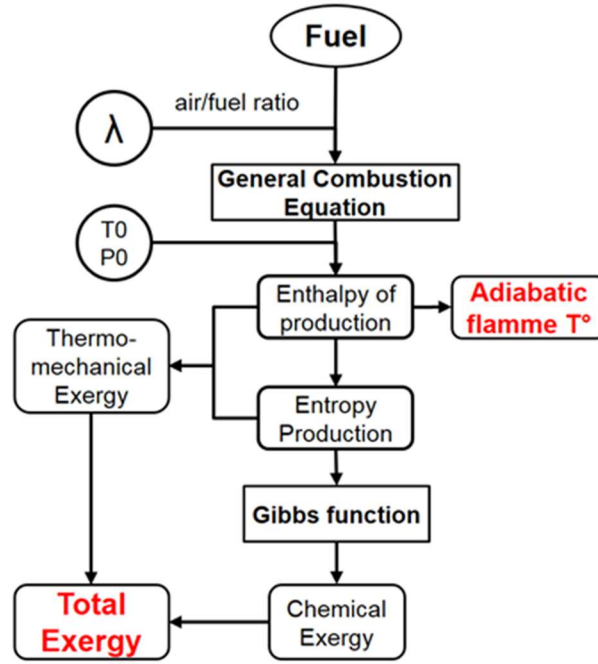 Fuel
air/fuel ratio
λ
General Combustion
Equation
T0
P0
Enthalpy of
production
Adiabatic
flamme T°
Thermo-
mechanical
Exergy
Entropy
Production
Gibbs function
Total
Exergy
Chemical
Exergy